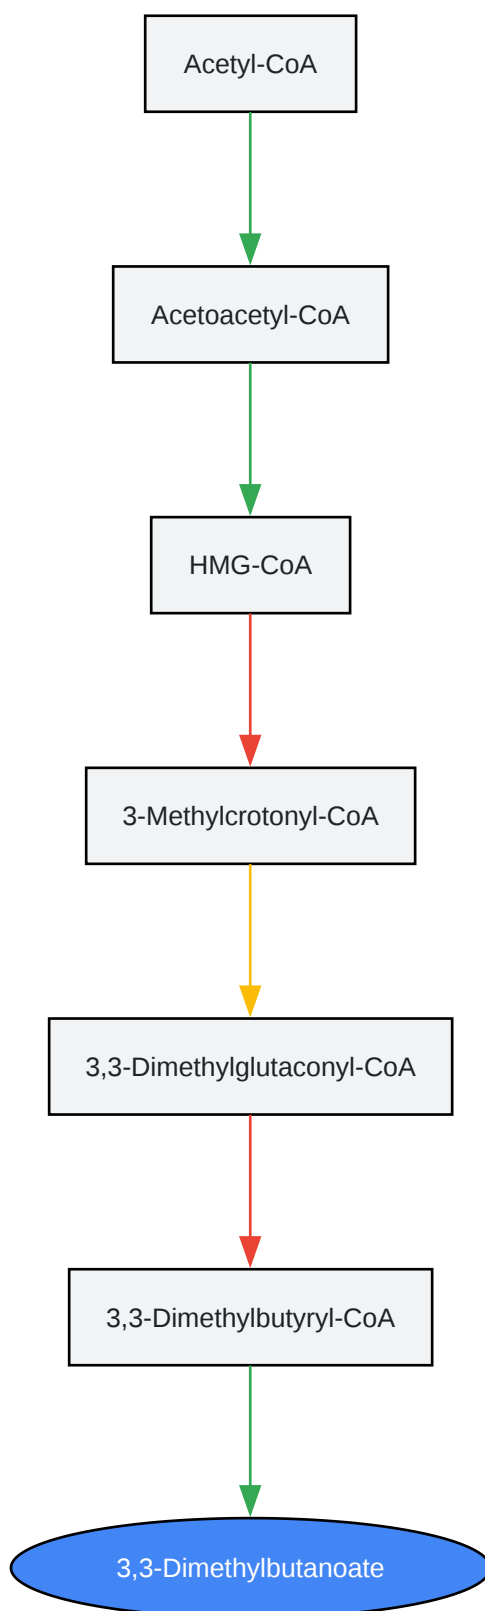 Acetyl-CoA
Acetoacetyl-CoA
HMG-CoA
3-Methylcrotonyl-CoA
3,3-Dimethylglutaconyl-CoA
3,3-Dimethylbutyryl-CoA
3,3-Dimethylbutanoate